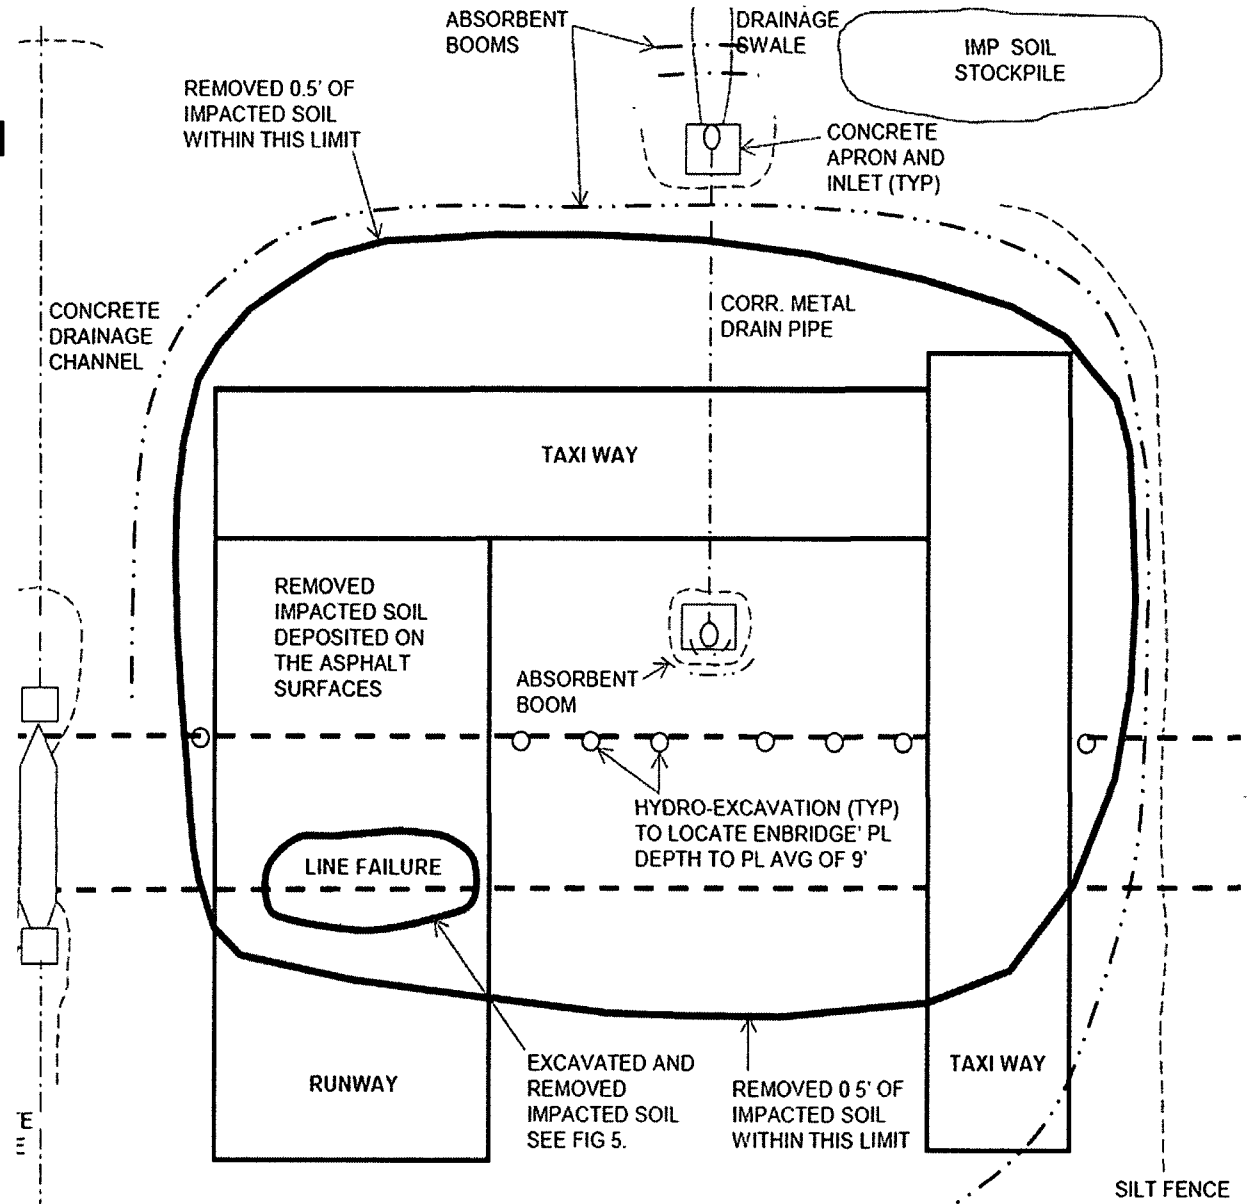 ABSORBENT
BOOMS
DRAINAGE
SWALE
IMP SOIL
STOCKPILE
REMOVED 0.5' OF
IMPACTED SOIL
WITHIN THIS LIMIT
CONCRETE
APRON AND
INLET (TYP)
CONCRETE
DRAINAGE
CHANNEL
CORR. METAL
DRAIN PIPE
TAXI WAY
REMOVED
IMPACTED SOIL
DEPOSITED ON
THE ASPHALT
SURFACES
ABSORBENT
BOOM
HYDRO-EXCAVATION (TYP)
TO LOCATE ENBRIDGE' PL
DEPTH TO PL AVG OF 9'
LINE FAILURE
EXCAVATED AND
REMOVED
IMPACTED SOIL
SEE FIG 5.
REMOVED 0 5' OF
IMPACTED SOIL
WITHIN THIS LIMIT
RUNWAY
TAXI WAY
SILT FENCE